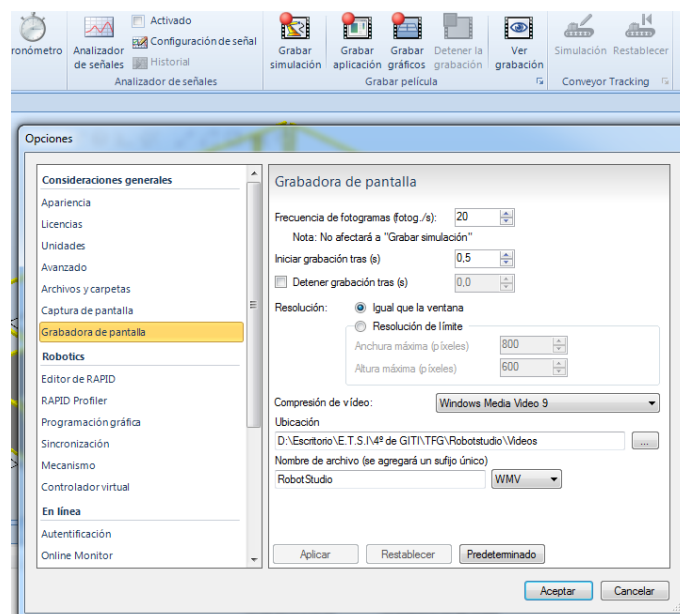 Activado
Configuración de señal
Historial
Analizador
de señales
Grabar
simulación
Grabar
aplicación
Grabar
gráficos
Detener la
grabación
Ver
grabación
Simulación
Restablecer
Analizador de señales
Grabar película
Conveyor Tracking
Opciones
Consideraciones generales
Apariencia
Licencias
Unidades
Avanzado
Archivos y carpetas
Captura de pantalla
Grabadora de pantalla
Robotics
Editor de RAPID
RAPID Profiler
Programación gráfica
Sincronización
Mecanismo
Controlador virtual
En línea
Autentificación
Online Monitor
Grabadora de pantalla
Frecuencia de fotogramas (fotog./s): 20
Nota: No afectará a "Grabar simulación"
Iniciar grabación tras (s) 0,5
Detener grabación tras (s) 0,0
Resolución: Igual que la ventana
Resolución de límite
Anchura máxima (píxeles) 800
Altura máxima (píxeles) 600
Compresión de vídeo: Windows Media Video 9
Ubicación
D:\Escritorio\E.T.S.I\4º de GITI\TFG\Robotstudio\Videos ...
Nombre de archivo (se agregará un sufijo único)
RobotStudio WMV
Aplicar Restablecer Predeterminado
Aceptar Cancelar